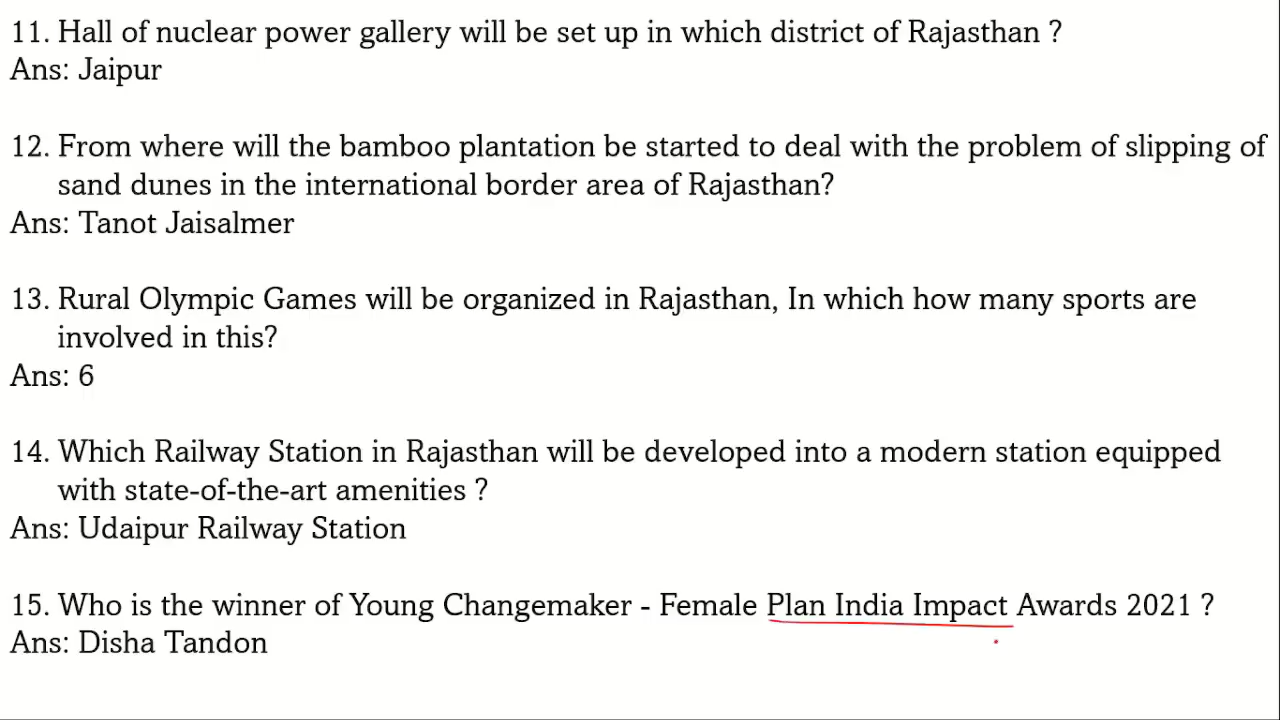 11. Hall of nuclear power gallery will be set up in which district of Rajasthan ?
Ans: Jaipur
12. From where will the bamboo plantation be started to deal with the problem of slipping of
sand dunes in the international border area of Rajasthan?
Ans: Tanot Jaisalmer
13. Rural Olympic Games will be organized in Rajasthan, In which how many sports are
involved in this?
Ans: 6
14. Which Railway Station in Rajasthan will be developed into a modern station equipped
with state-of-the-art amenities ?
Ans: Udaipur Railway Station
15. Who is the winner of Young Changemaker - Female Plan India Impact Awards 2021 ?
Ans: Disha Tandon